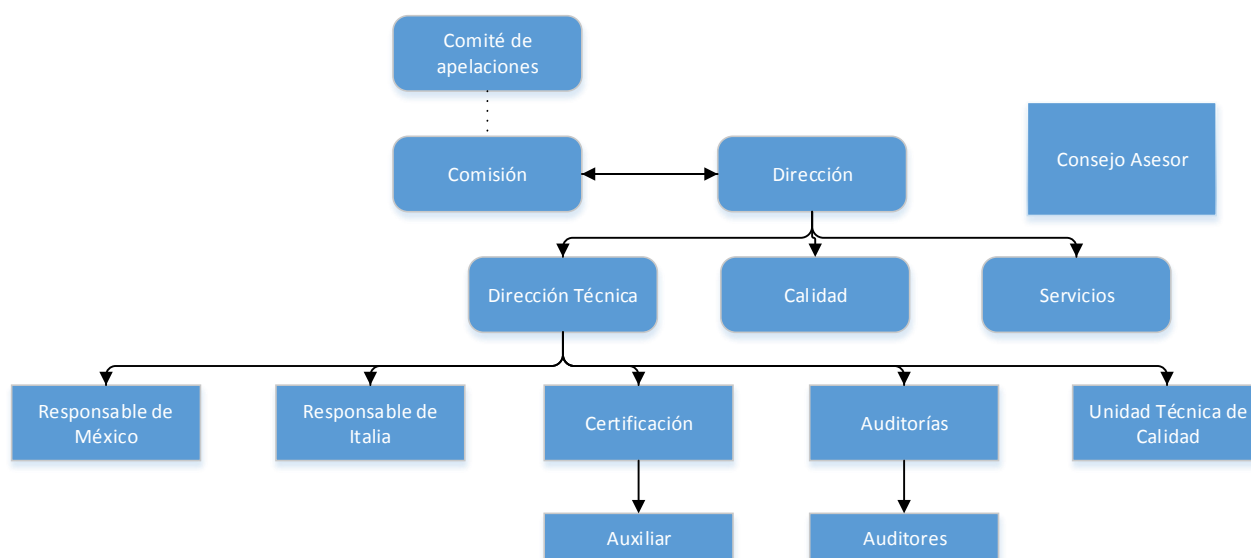 Comité de
apelaciones
Comisión
Dirección
Consejo Asesor
Dirección Técnica
Calidad
Servicios
Responsable de
México
Responsable de
Italia
Certificación
Auditorías
Unidad Técnica de
Calidad
Auxiliar
Auditores